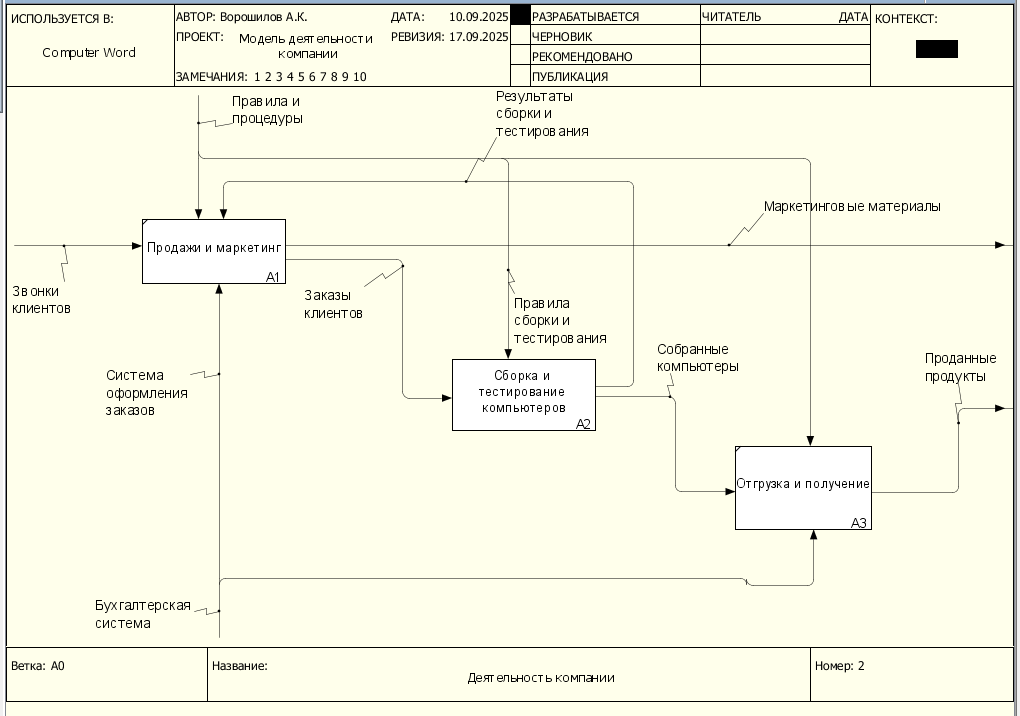 ИСПОЛЬЗУЕТСЯ В:
Computer Word
АВТОР: Ворошилов А.К.
ДАТА: 10.09.2025
ПРОЕКТ: Модель деятельности
компании
РЕВИЗИЯ: 17.09.2025
ЗАМЕЧАНИЯ: 1 2 3 4 5 6 7 8 9 10
РАЗРАБАТЫВАЕТСЯ
ЧЕРНОВИК
РЕКОМЕНДОВАНО
ПУБЛИКАЦИЯ
ЧИТАТЕЛЬ
ДАТА
КОНТЕКСТ:
Правила и
процедуры
Результаты
сборки и
тестирования
Маркетинговые материалы
Продажи и маркетинг
A1
Звонки
клиентов
Заказы
клиентов
Правила
сборки и
тестирования
Собранные
компьютеры
Проданные
продукты
Система
оформления
заказов
Сборка и
тестирование
компьютеров
A2
Отгрузка и получение
A3
Бухгалтерская
система
Ветка: A0
Название:
Деятельность компании
Номер: 2